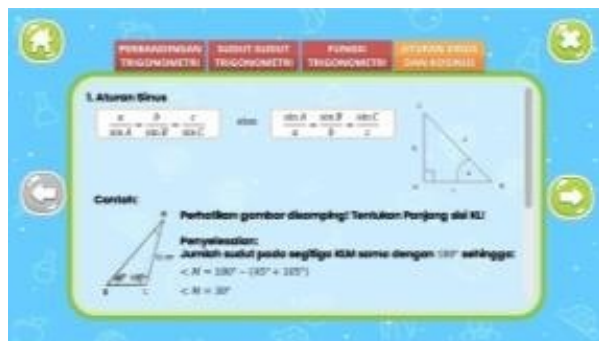 PERBANDINGAN TRIGONOMETRI
SUDUT SUDUT TRIGONOMETRI
FUNGSI TRIGONOMETRI
ATURAN SINUS DAN KOSINUS
1. Aturan Sinus
a/sin A = b/sin B = c/sin C atau sin A/a = sin B/b = sin C/c
Contoh:
Perhatikan gambar disamping! Tentukan Panjang sisi KL!
Penyelesaian:
Jumlah sudut pada segitiga KLM sama dengan 180° sehingga:
< M = 180° − (45° + 105°)
< M = 30°